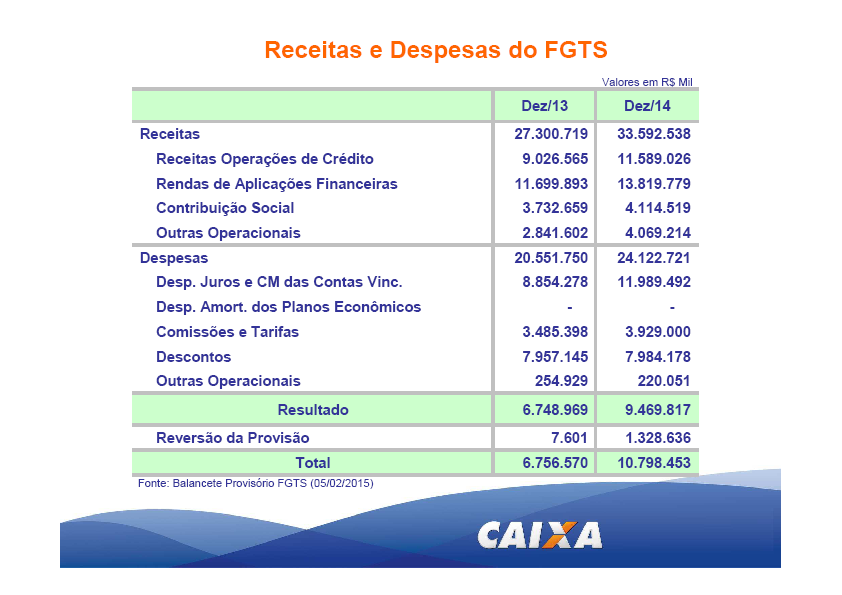 Receitas e Despesas do FGTS
Valores em R$ Mil
Dez/13 Dez/14
Receitas 27.300.719 33.592.538
Receitas Operações de Crédito 9.026.565 11.589.026
Rendas de Aplicações Financeiras 11.699.893 13.819.779
Contribuição Social 3.732.659 4.114.519
Outras Operacionais 2.841.602 4.069.214
Despesas 20.551.750 24.122.721
Desp. Juros e CM das Contas Vinc. 8.854.278 11.989.492
Desp. Amort. dos Planos Econômicos - -
Comissões e Tarifas 3.485.398 3.929.000
Descontos 7.957.145 7.984.178
Outras Operacionais 254.929 220.051
Resultado 6.748.969 9.469.817
Reversão da Provisão 7.601 1.328.636
Total 6.756.570 10.798.453
Fonte: Balancete Provisório FGTS (05/02/2015)
CAIXA